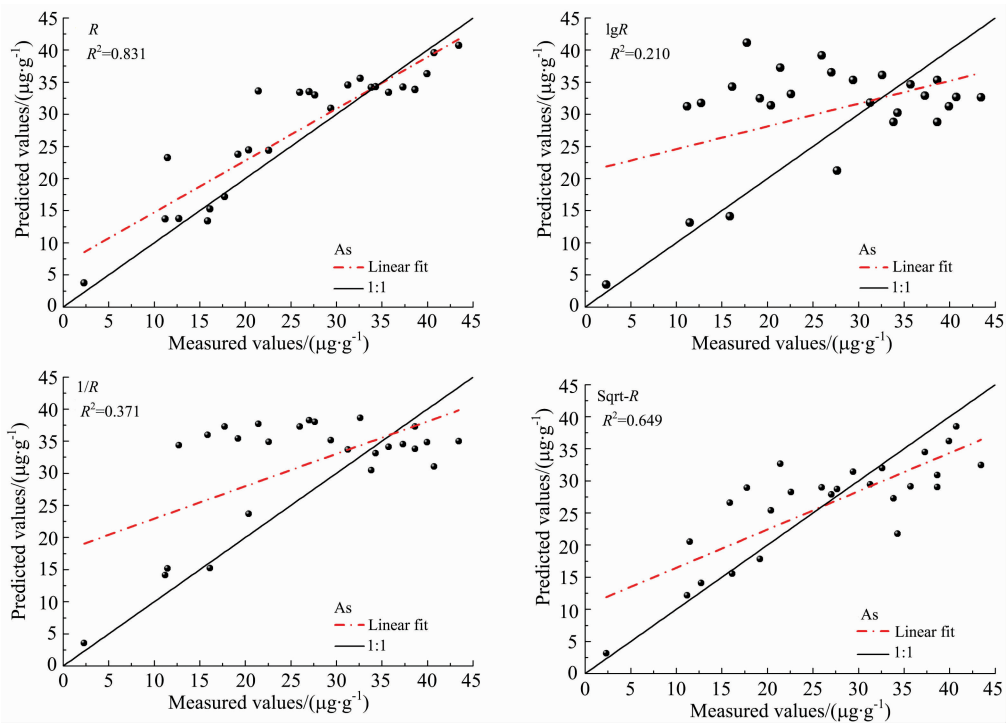 R
R²=0.831
Predicted values/(μg·g⁻¹)
45
40
35
30
25
20
15
10
5
0
As
Linear fit
1:1
0 5 10 15 20 25 30 35 40 45
Measured values/(μg·g⁻¹)
lgR
R²=0.210
Predicted values/(μg·g⁻¹)
45
40
35
30
25
20
15
10
5
0
As
Linear fit
1:1
0 5 10 15 20 25 30 35 40 45
Measured values/(μg·g⁻¹)
1/R
R²=0.371
Predicted values/(μg·g⁻¹)
45
40
35
30
25
20
15
10
5
0
As
Linear fit
1:1
0 5 10 15 20 25 30 35 40 45
Measured values/(μg·g⁻¹)
Sqrt-R
R²=0.649
Predicted values/(μg·g⁻¹)
45
40
35
30
25
20
15
10
5
0
As
Linear fit
1:1
0 5 10 15 20 25 30 35 40 45
Measured values/(μg·g⁻¹)